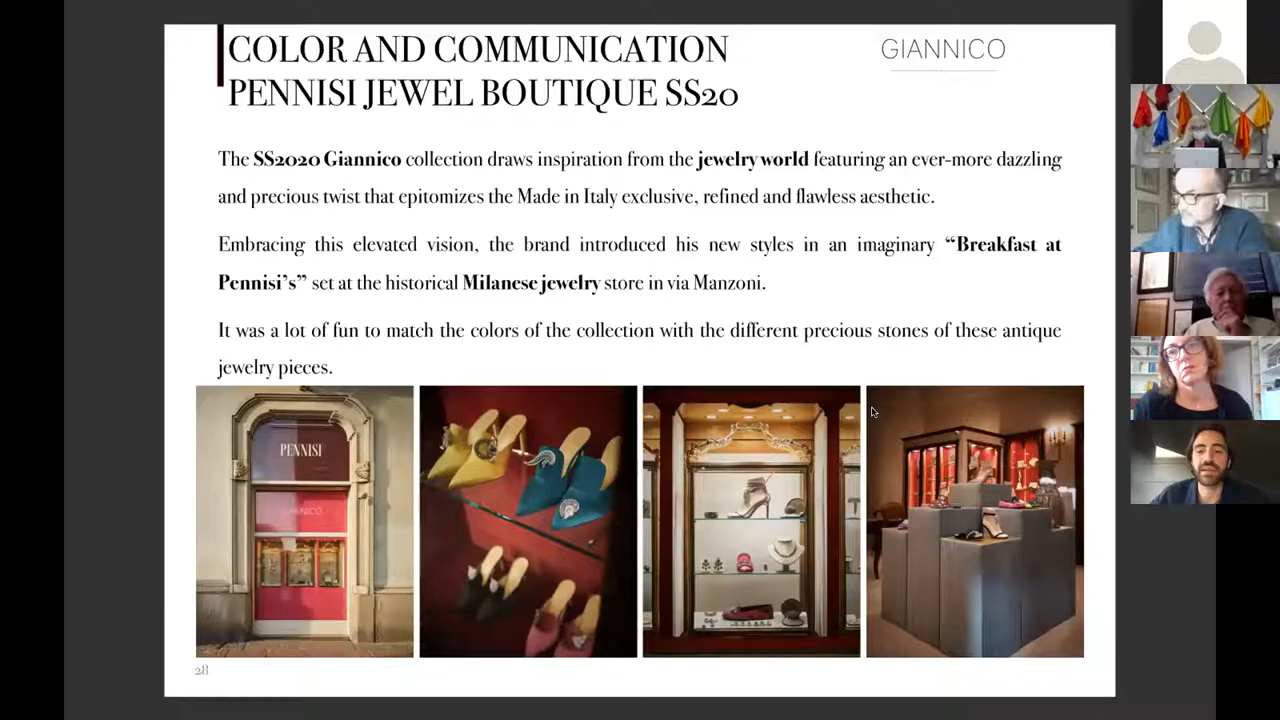 COLOR AND COMMUNICATION
PENNISI JEWEL BOUTIQUE SS20
GIANNICO
The SS2020 Giannico collection draws inspiration from the jewelry world featuring an ever-more dazzling
and precious twist that epitomizes the Made in Italy exclusive, refined and flawless aesthetic.
Embracing this elevated vision, the brand introduced his new styles in an imaginary “Breakfast at
Pennisi’s” set at the historical Milanese jewelry store in via Manzoni.
It was a lot of fun to match the colors of the collection with the different precious stones of these antique
jewelry pieces.
PENNISI
28